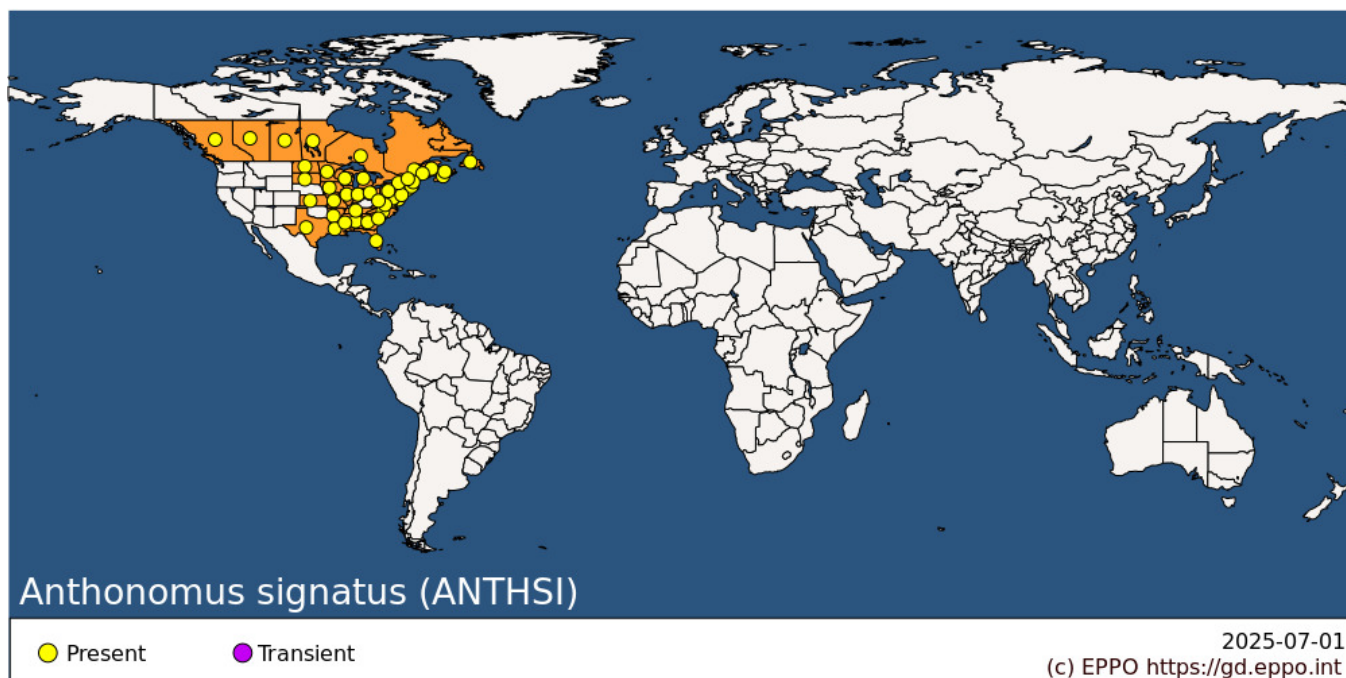 Anthonomus signatus (ANTHSI)
Present
Transient
2025-07-01
(c) EPPO https://gd.eppo.int